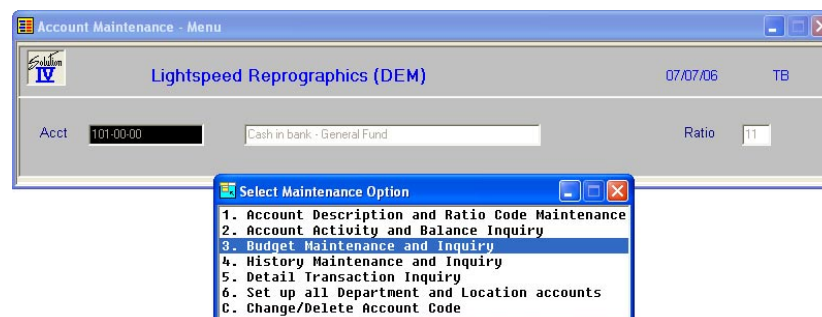 Account Maintenance - Menu
Solution
IV
Lightspeed Reprographics (DEM) 07/07/06 TB
Acct 101-00-00 Cash in bank - General Fund Ratio 11
Select Maintenance Option
1. Account Description and Ratio Code Maintenance
2. Account Activity and Balance Inquiry
3. Budget Maintenance and Inquiry
4. History Maintenance and Inquiry
5. Detail Transaction Inquiry
6. Set up all Department and Location accounts
C. Change/Delete Account Code